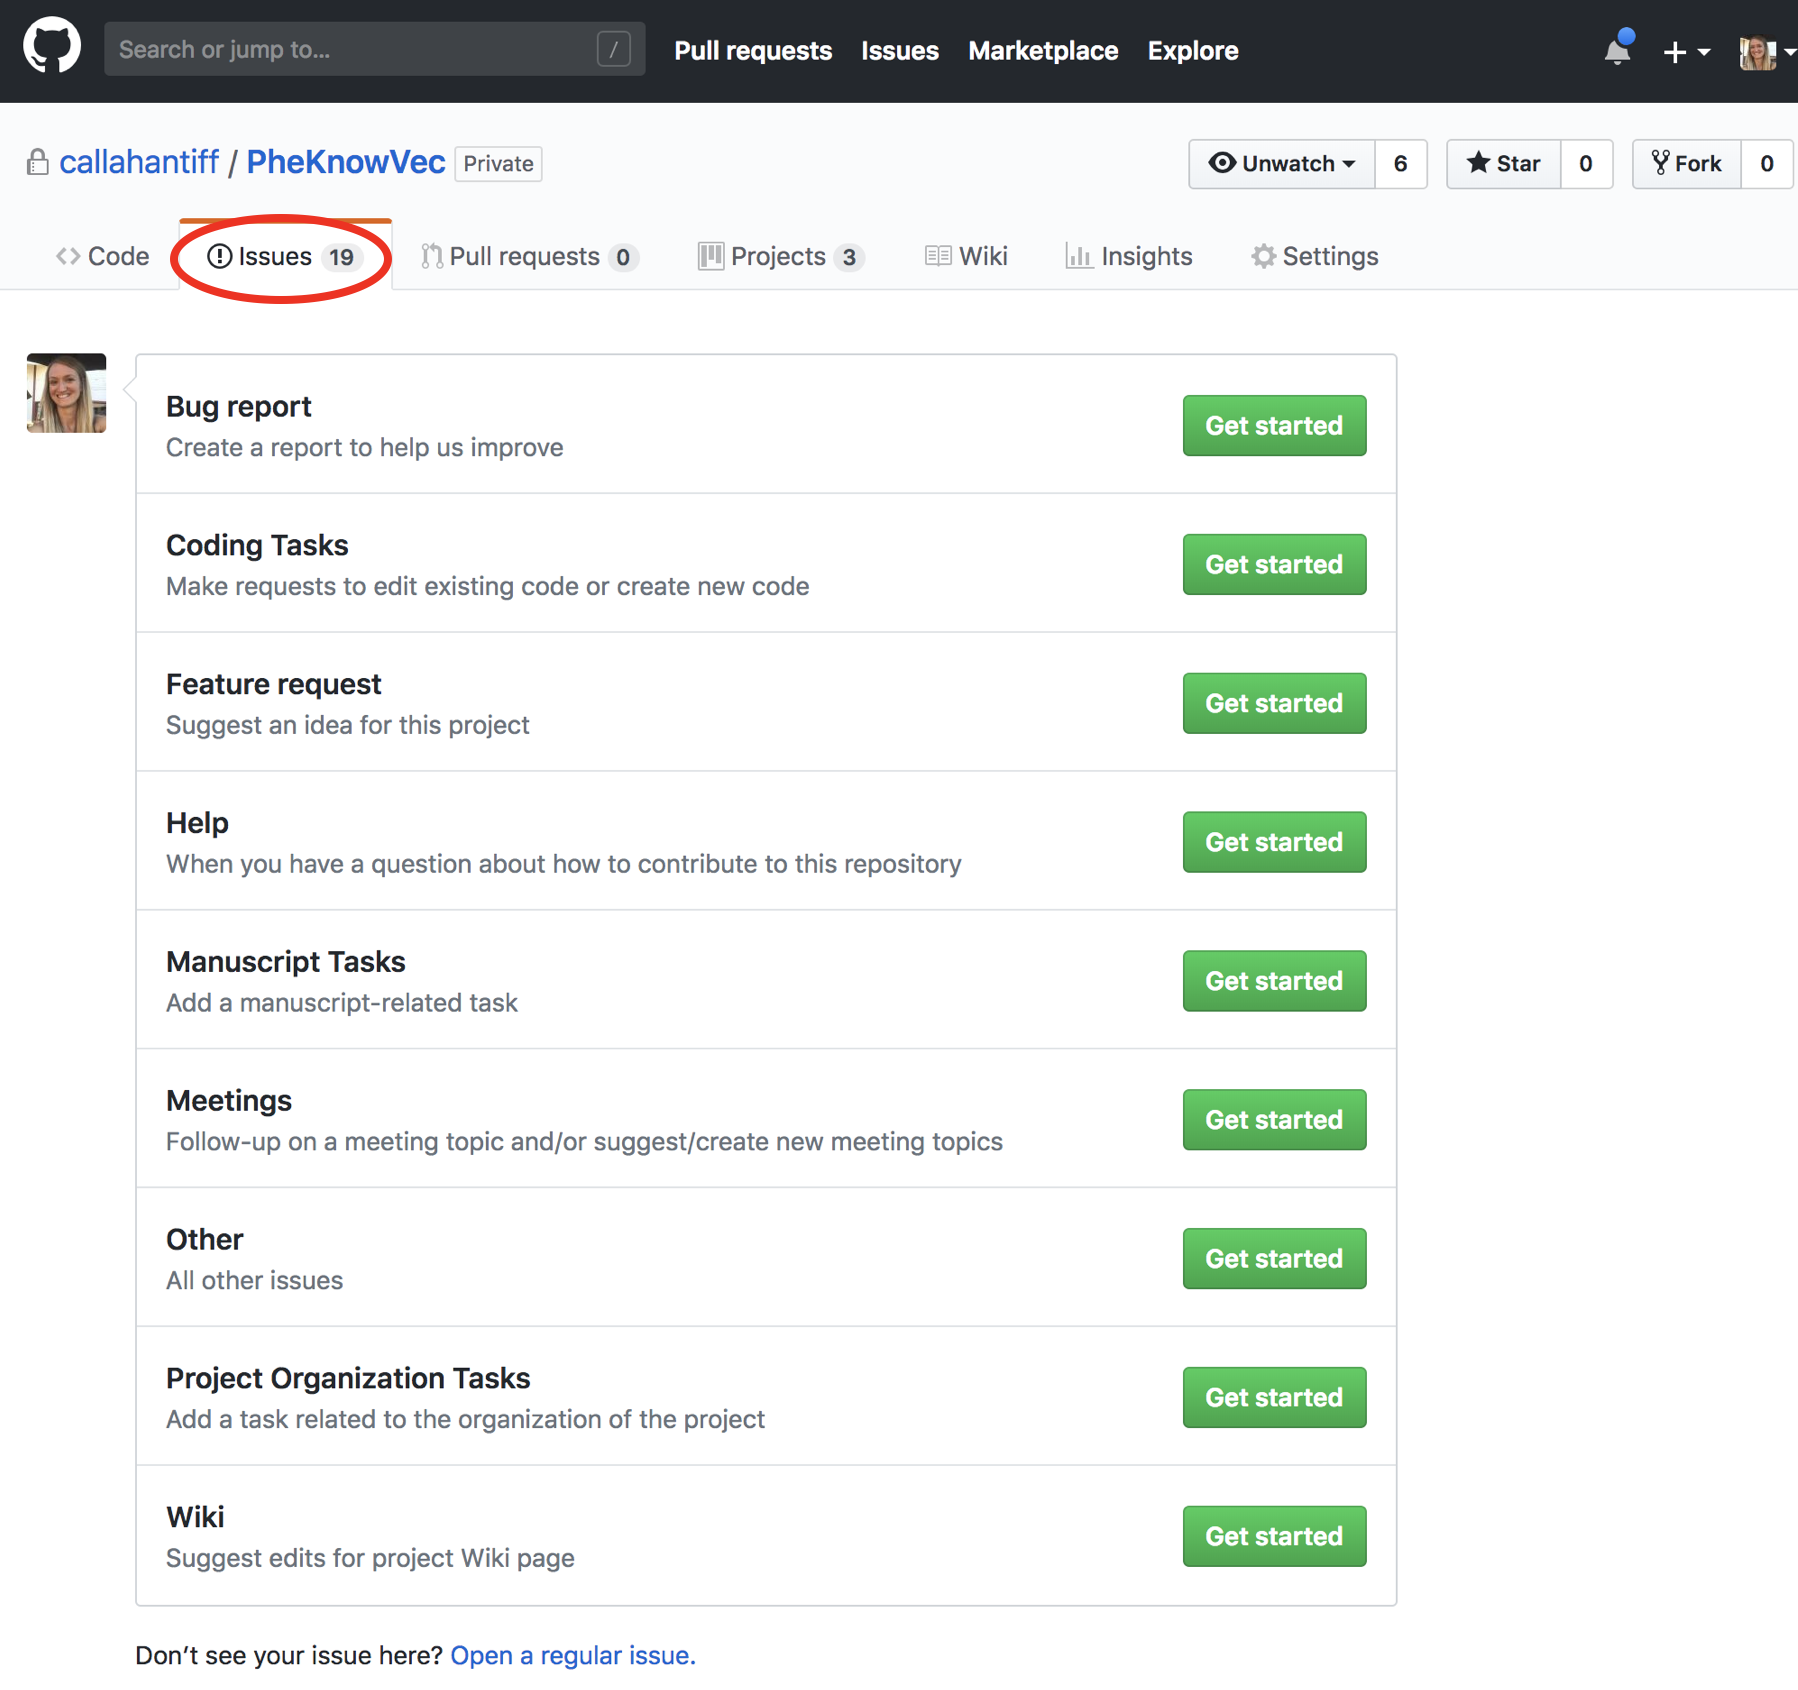 Search or jump to... /
Pull requests Issues Marketplace Explore
callahantiff / PheKnowVec Private
Unwatch 6 Star 0 Fork 0
Code Issues 19 Pull requests 0 Projects 3 Wiki Insights Settings
Bug report
Create a report to help us improve
Get started
Coding Tasks
Make requests to edit existing code or create new code
Get started
Feature request
Suggest an idea for this project
Get started
Help
When you have a question about how to contribute to this repository
Get started
Manuscript Tasks
Add a manuscript-related task
Get started
Meetings
Follow-up on a meeting topic and/or suggest/create new meeting topics
Get started
Other
All other issues
Get started
Project Organization Tasks
Add a task related to the organization of the project
Get started
Wiki
Suggest edits for project Wiki page
Get started
Don’t see your issue here? Open a regular issue.